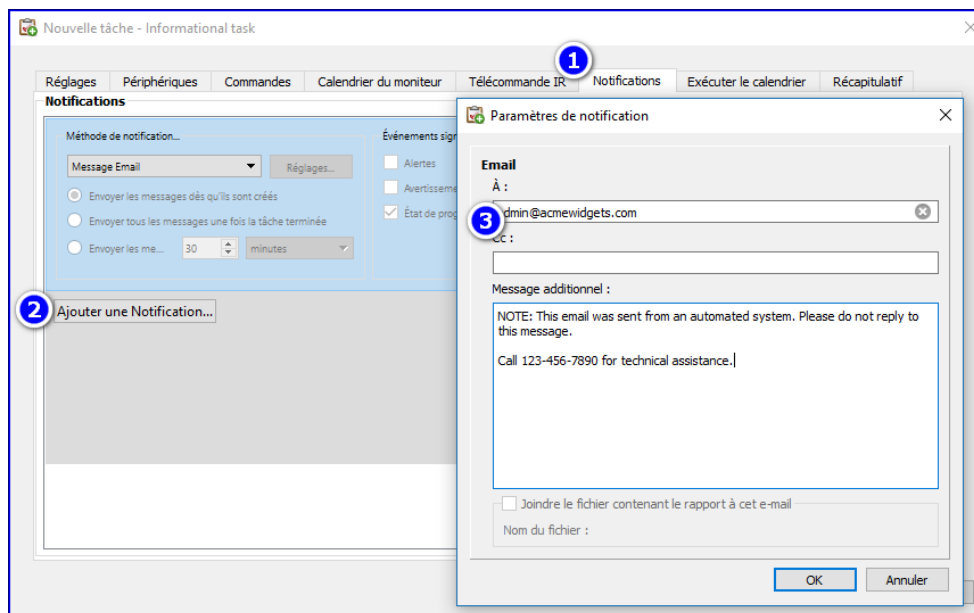 Nouvelle tâche - Informational task
1
Réglages
Périphériques
Commandes
Calendrier du moniteur
Télécommande IR
Notifications
Exécuter le calendrier
Récapitulatif
Notifications
Méthode de notification...
Message Email
Réglages...
Envoyer les messages dès qu'ils sont créés
Envoyer tous les messages une fois la tâche terminée
Envoyer les me...
30
minutes
Événements sign
Alertes
Avertisseme
État de prog
2
Ajouter une Notification...
Paramètres de notification
Email
À :
3
dmin@acmewidgets.com
Cc :
Message additionnel :
NOTE: This email was sent from an automated system. Please do not reply to
this message.
Call 123-456-7890 for technical assistance.
Joindre le fichier contenant le rapport à cet e-mail
Nom du fichier :
OK
Annuler